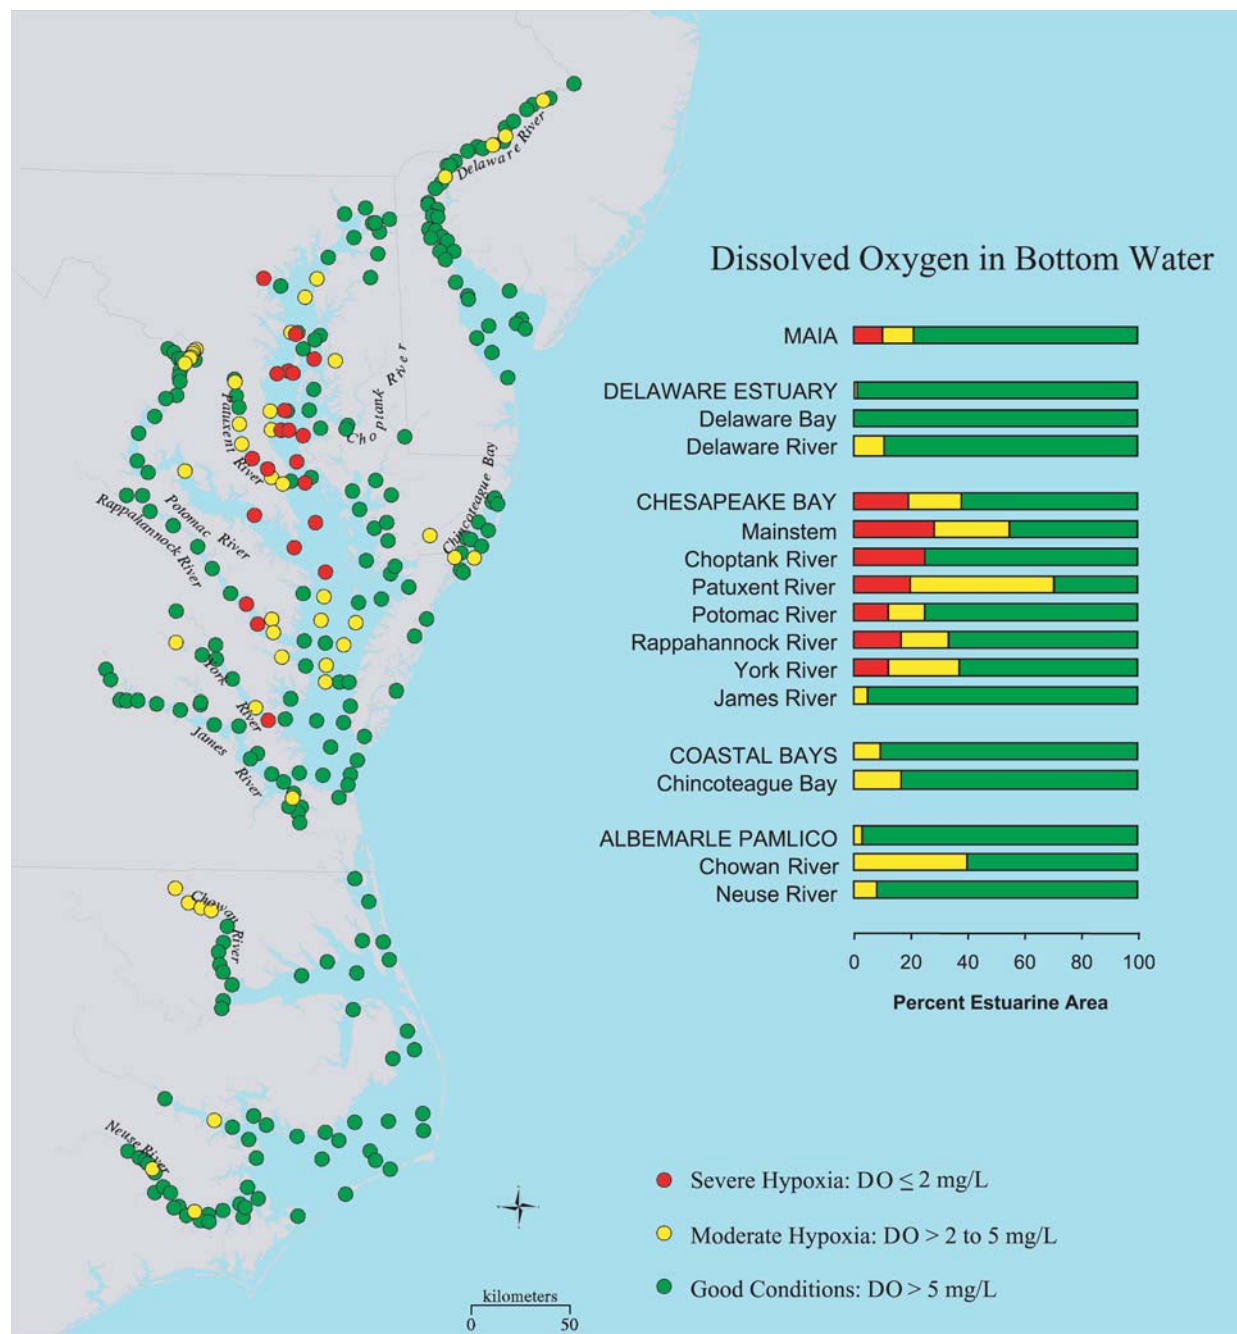 Delaware River
Dissolved Oxygen in Bottom Water
MAIA
DELAWARE ESTUARY
Delaware Bay
Delaware River
CHESAPEAKE BAY
Mainstem
Choptank River
Patuxent River
Potomac River
Rappahannock River
York River
James River
COASTAL BAYS
Chincoteague Bay
ALBEMARLE PAMLICO
Chowan River
Neuse River
0 20 40 60 80 100
Percent Estuarine Area
Choptank River
Patuxent River
Chincoteague Bay
Potomac River
Rappahannock River
York River
James River
Chowan River
Neuse River
Severe Hypoxia: DO ≤ 2 mg/L
Moderate Hypoxia: DO > 2 to 5 mg/L
Good Conditions: DO > 5 mg/L
kilometers
0 50